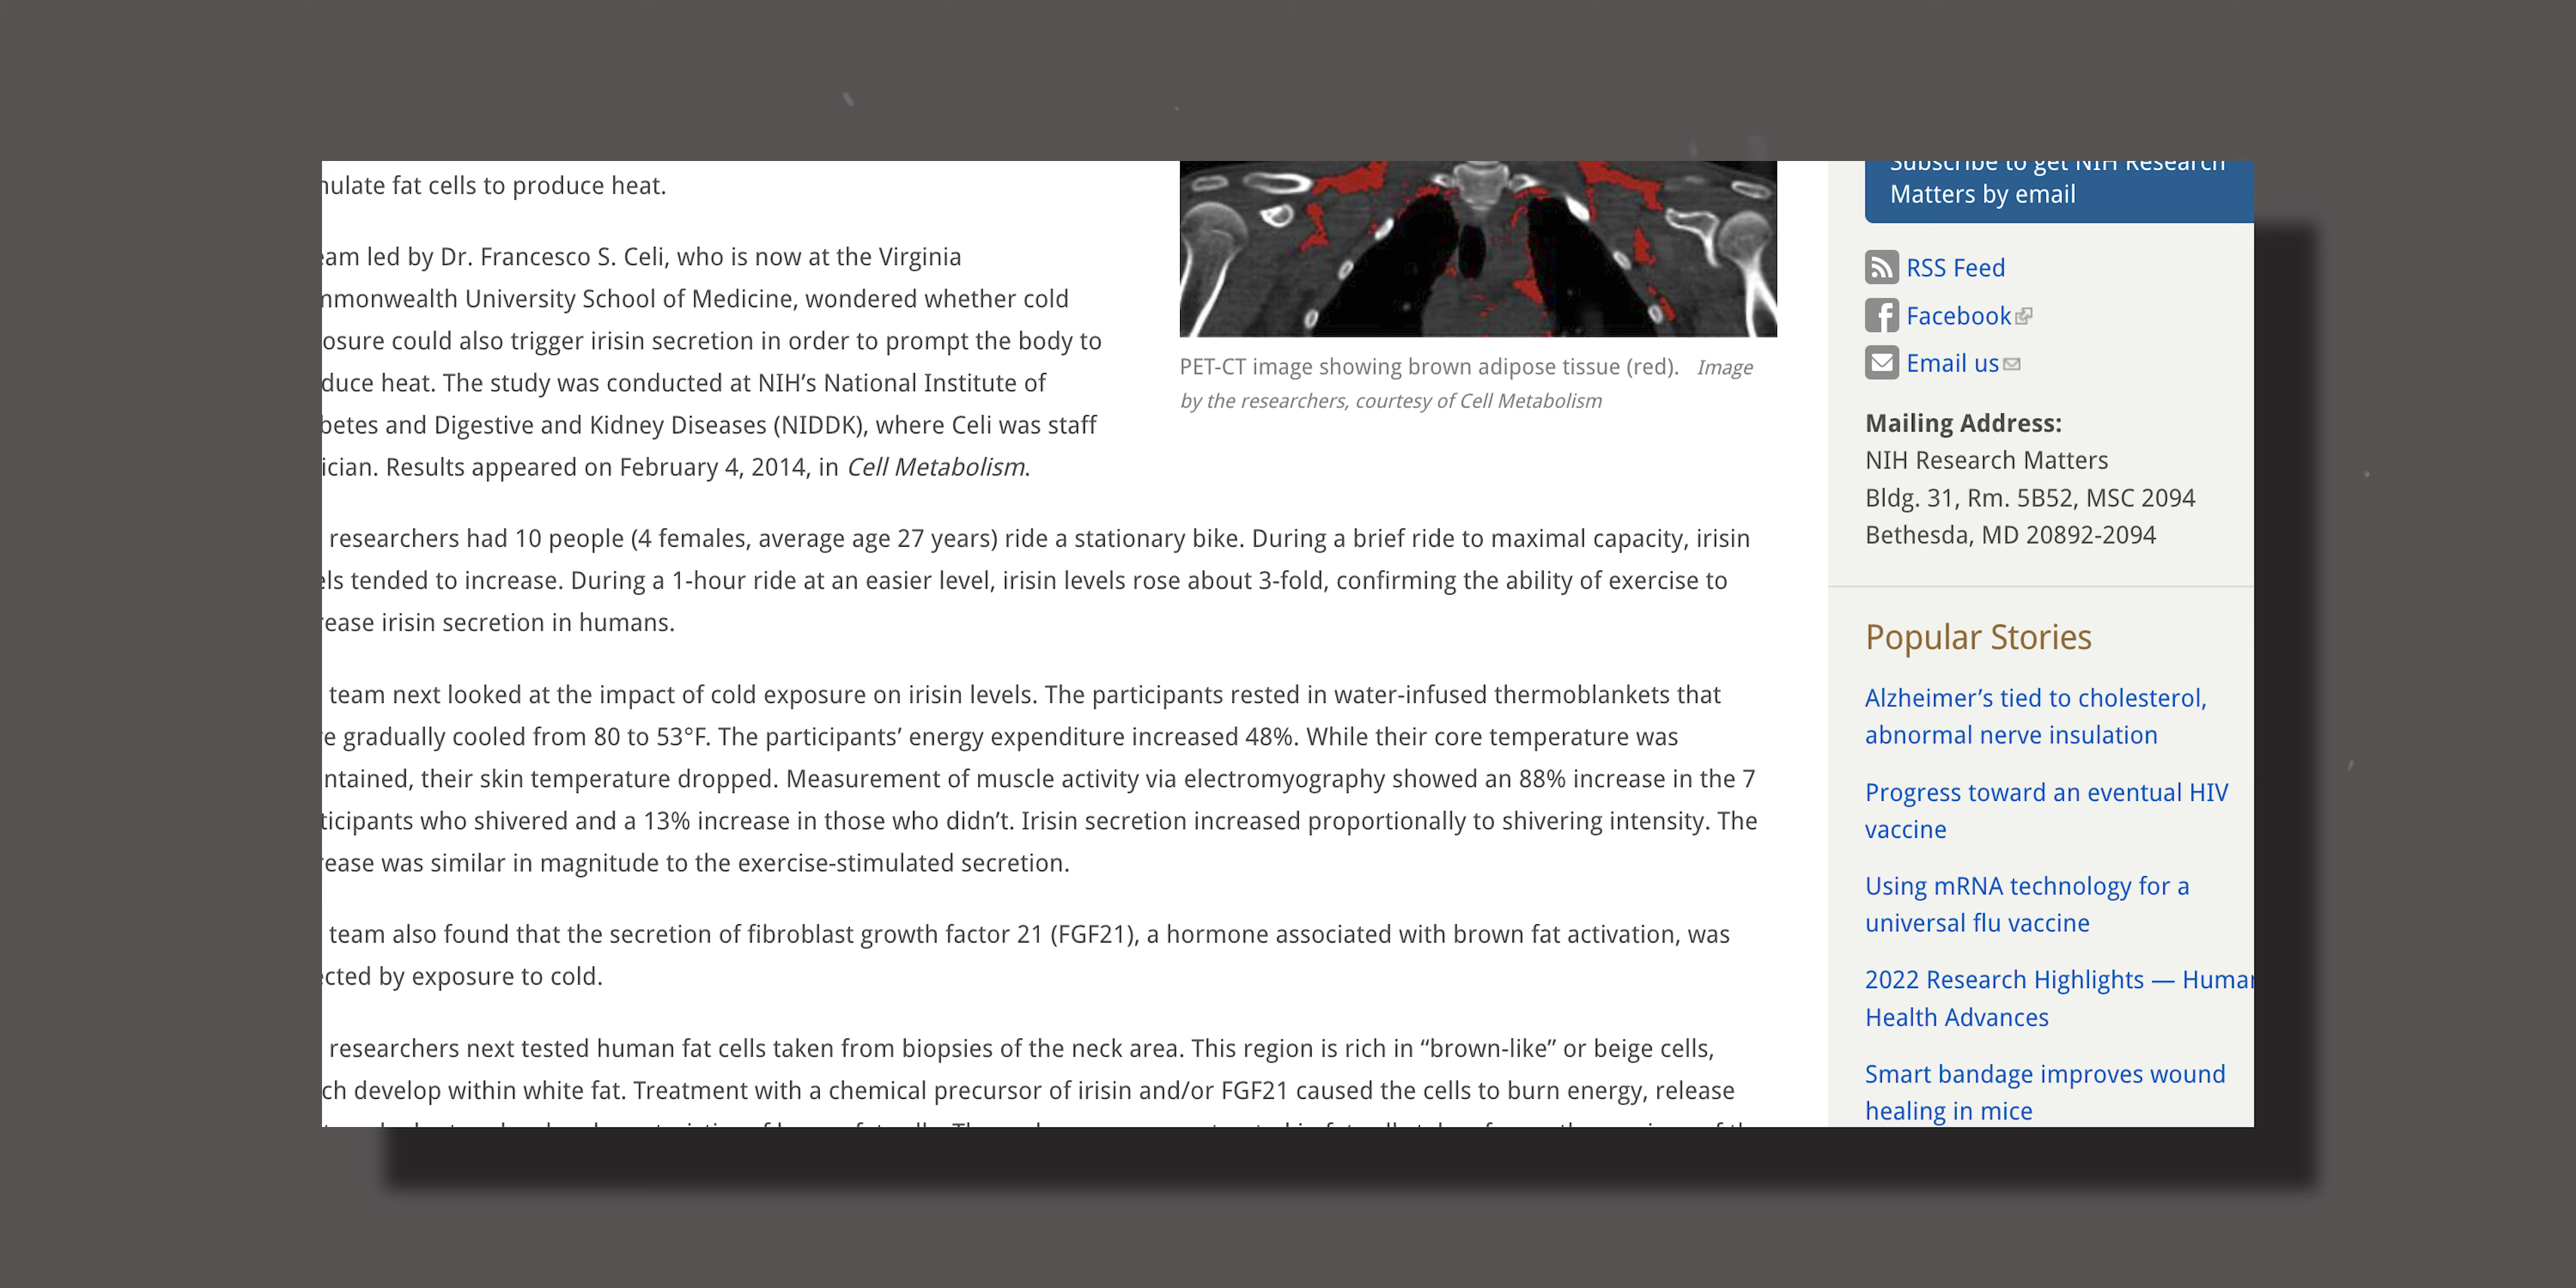 fat cells to produce heat.
led by Dr. Francesco S. Celi, who is now at the Virginia
University School of Medicine, wondered whether cold
could also trigger irisin secretion in order to prompt the body to
heat. The study was conducted at NIH’s National Institute of
and Digestive and Kidney Diseases (NIDDK), where Celi was staff
Results appeared on February 4, 2014, in Cell Metabolism.
PET-CT image showing brown adipose tissue (red). Image
by the researchers, courtesy of Cell Metabolism
researchers had 10 people (4 females, average age 27 years) ride a stationary bike. During a brief ride to maximal capacity, irisin
tended to increase. During a 1-hour ride at an easier level, irisin levels rose about 3-fold, confirming the ability of exercise to
irisin secretion in humans.
team next looked at the impact of cold exposure on irisin levels. The participants rested in water-infused thermoblankets that
gradually cooled from 80 to 53°F. The participants’ energy expenditure increased 48%. While their core temperature was
their skin temperature dropped. Measurement of muscle activity via electromyography showed an 88% increase in the 7
who shivered and a 13% increase in those who didn’t. Irisin secretion increased proportionally to shivering intensity. The
was similar in magnitude to the exercise-stimulated secretion.
team also found that the secretion of fibroblast growth factor 21 (FGF21), a hormone associated with brown fat activation, was
by exposure to cold.
researchers next tested human fat cells taken from biopsies of the neck area. This region is rich in “brown-like” or beige cells,
develop within white fat. Treatment with a chemical precursor of irisin and/or FGF21 caused the cells to burn energy, release
Subscribe to get NIH Research
Matters by email
RSS Feed
Facebook
Email us
Mailing Address:
NIH Research Matters
Bldg. 31, Rm. 5B52, MSC 2094
Bethesda, MD 20892-2094
Popular Stories
Alzheimer’s tied to cholesterol,
abnormal nerve insulation
Progress toward an eventual HIV
vaccine
Using mRNA technology for a
universal flu vaccine
2022 Research Highlights — Human
Health Advances
Smart bandage improves wound
healing in mice